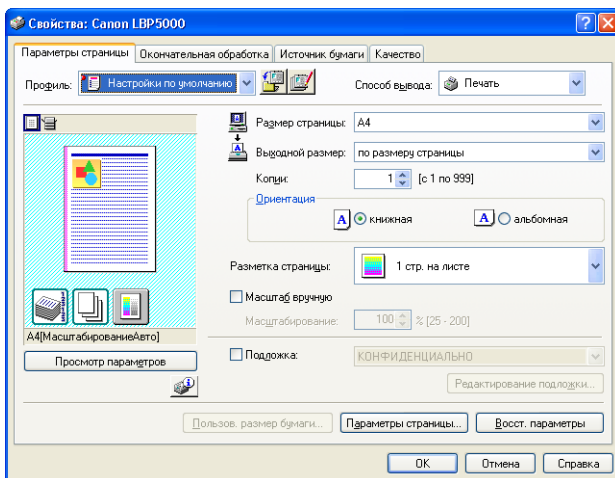 Свойства: Canon LBP5000
Параметры страницы Окончательная обработка Источник бумаги Качество
Профиль: Настройки по умолчанию Способ вывода: Печать
Размер страницы: A4
Выходной размер: по размеру страницы
Копии: 1 [с 1 по 999]
Ориентация
A книжная A альбомная
Разметка страницы: 1 стр. на листе
Масштаб вручную
Масштабирование: 100 % [25 - 200]
A4[МасштабированиеАвто]
Просмотр параметров
Подложка: КОНФИДЕНЦИАЛЬНО
Редактирование подложки...
Пользов. размер бумаги... Параметры страницы... Восст. параметры
ОК Отмена Справка